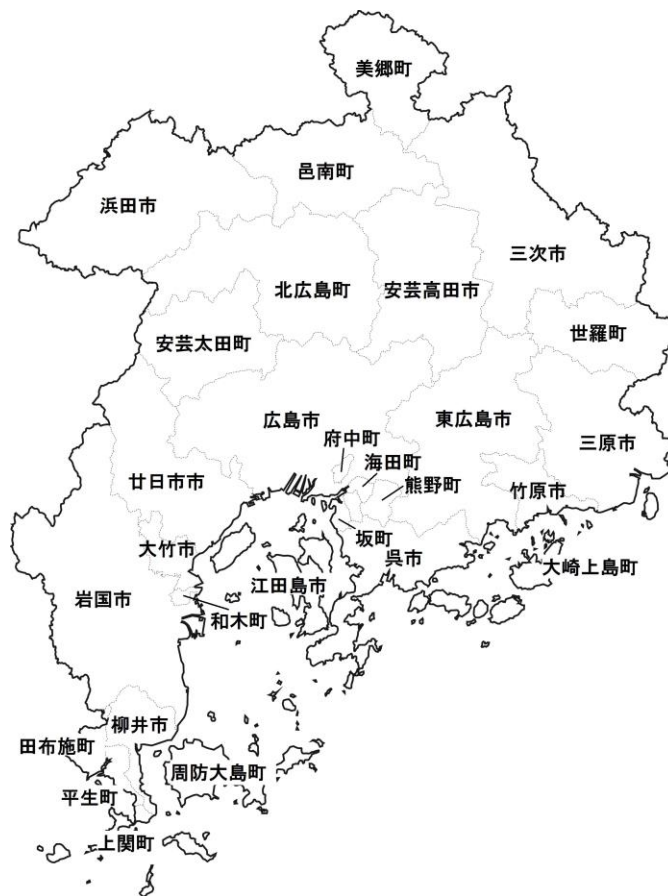 美郷町
邑南町
浜田市
三次市
北広島町
安芸高田市
世羅町
安芸太田町
広島市
東広島市
府中町
三原市
海田町
廿日市市
熊野町
竹原市
大竹市
坂町
呉市
大崎上島町
江田島市
岩国市
和木町
柳井市
田布施町
周防大島町
平生町
上関町